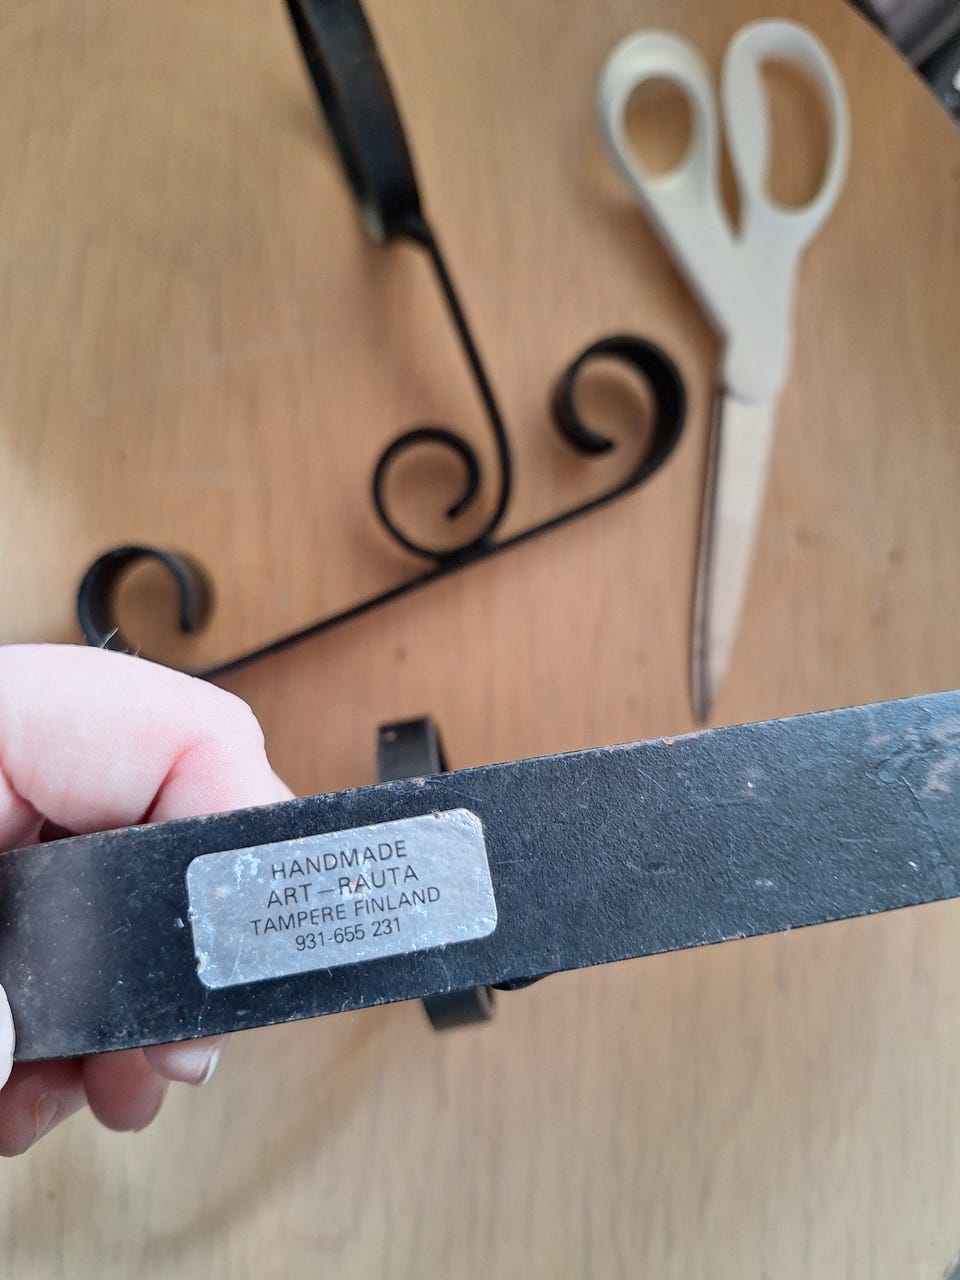 HANDMADE
ART–RAUTA
TAMPERE FINLAND
931-655 231